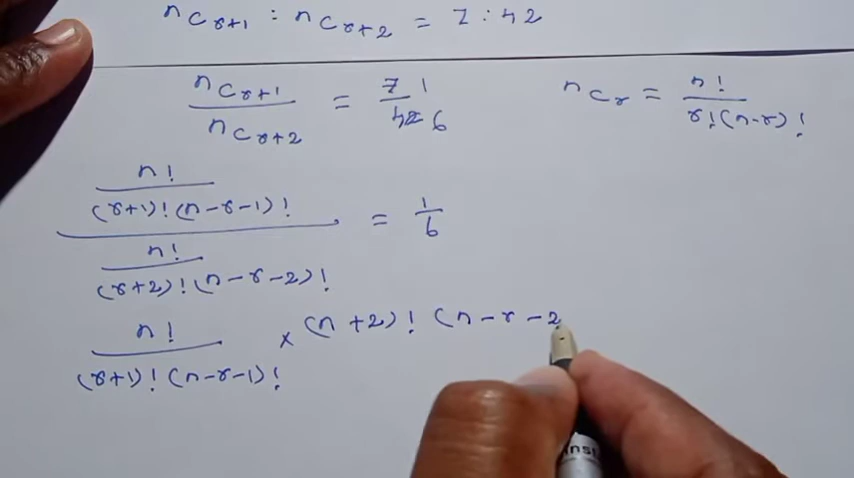 nCr+1 : nCr+2 = 7 : 42
nCr+1 / nCr+2 = 7 1 / 42 6
nCr = n! / r!(n-r)!
n! / (r+1)!(n-r-1)! / n! / (r+2)!(n-r-2)! = 1/6
n! / (r+1)!(n-r-1)! × (n+2)! (n-r-2
inst